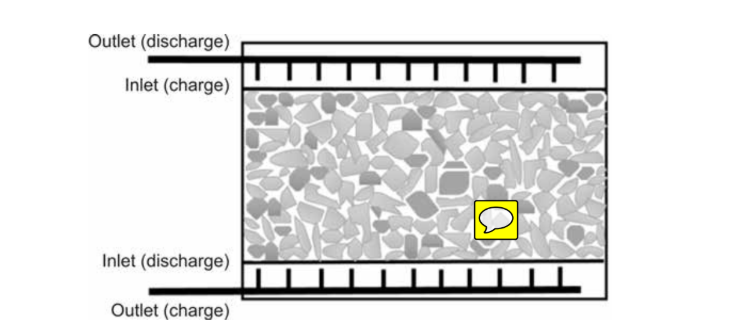 Outlet (discharge)
Inlet (charge)
Inlet (discharge)
Outlet (charge)